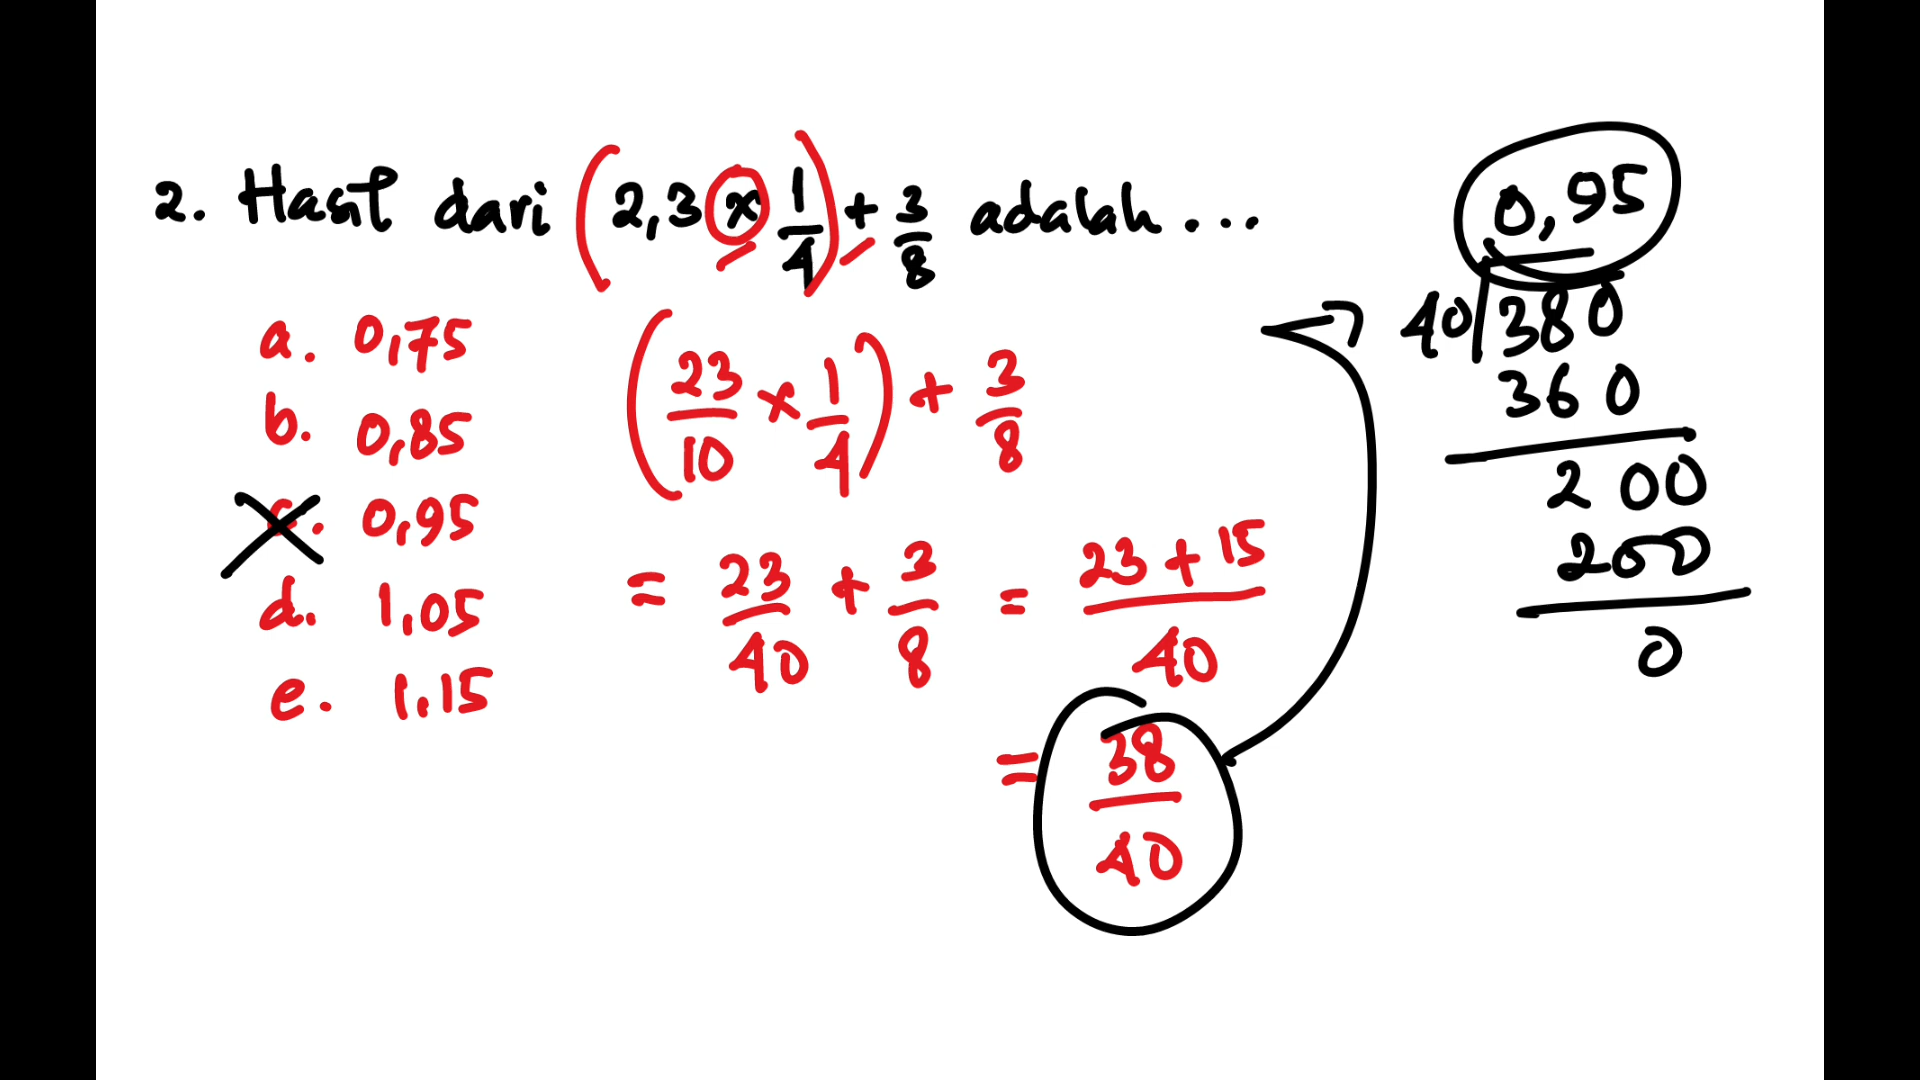 2. Hasil dari (2,3 x 1/4) + 3/8 adalah ...
a. 0,75
b. 0,85
c. 0,95
d. 1,05
e. 1,15
(23/10 x 1/4) + 3/8
= 23/40 + 3/8 = 23 + 15/40
= 38/40
0,95
40 380
360
200
200
0